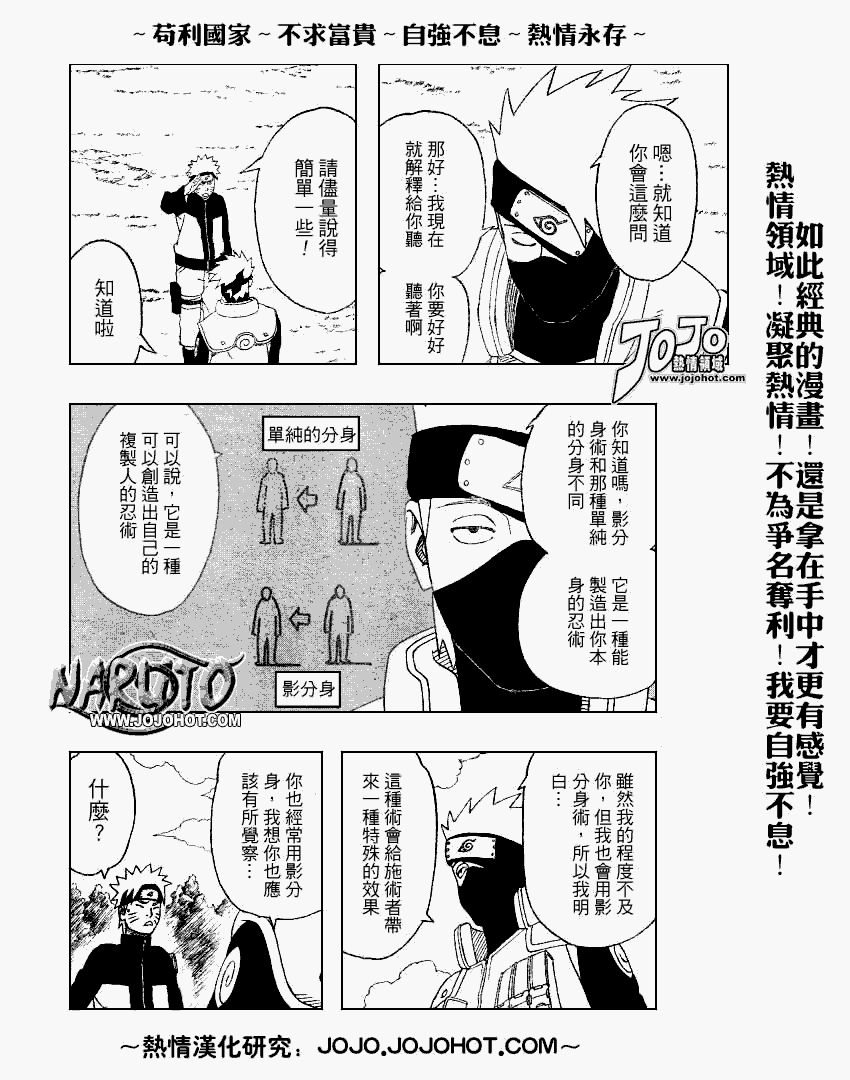 ~苟利國家~不求富貴~自強不息~熱情永存~
嗯…就知道
你會這麼問
那好…我現在
就解釋給你聽
你要好好
聽著啊
JOJO
熱情領域
www.jojohot.com
請儘量說得
簡單一些!
知道啦
你知道嗎,影分
身術和那種單純
的分身不同
它是一種能
製造出你本
身的忍術
單純的分身
影分身
可以說,它是一種
可以創造出自己的
複製人的忍術
NARUTO
WWW.JOJOHOT.COM
雖然我的程度不及
你,但我也會用影
分身術,所以我明
白…
這種術會給施術者帶
來一種特殊的效果
你也經常用影分
身,我想你也應
該有所覺察…
什麼?
如此經典的漫畫!還是拿在手中才更有感覺!
熱情領域!凝聚熱情!不為爭名奪利!我要自強不息!
~熱情漢化研究:JOJO.JOJOHOT.COM~